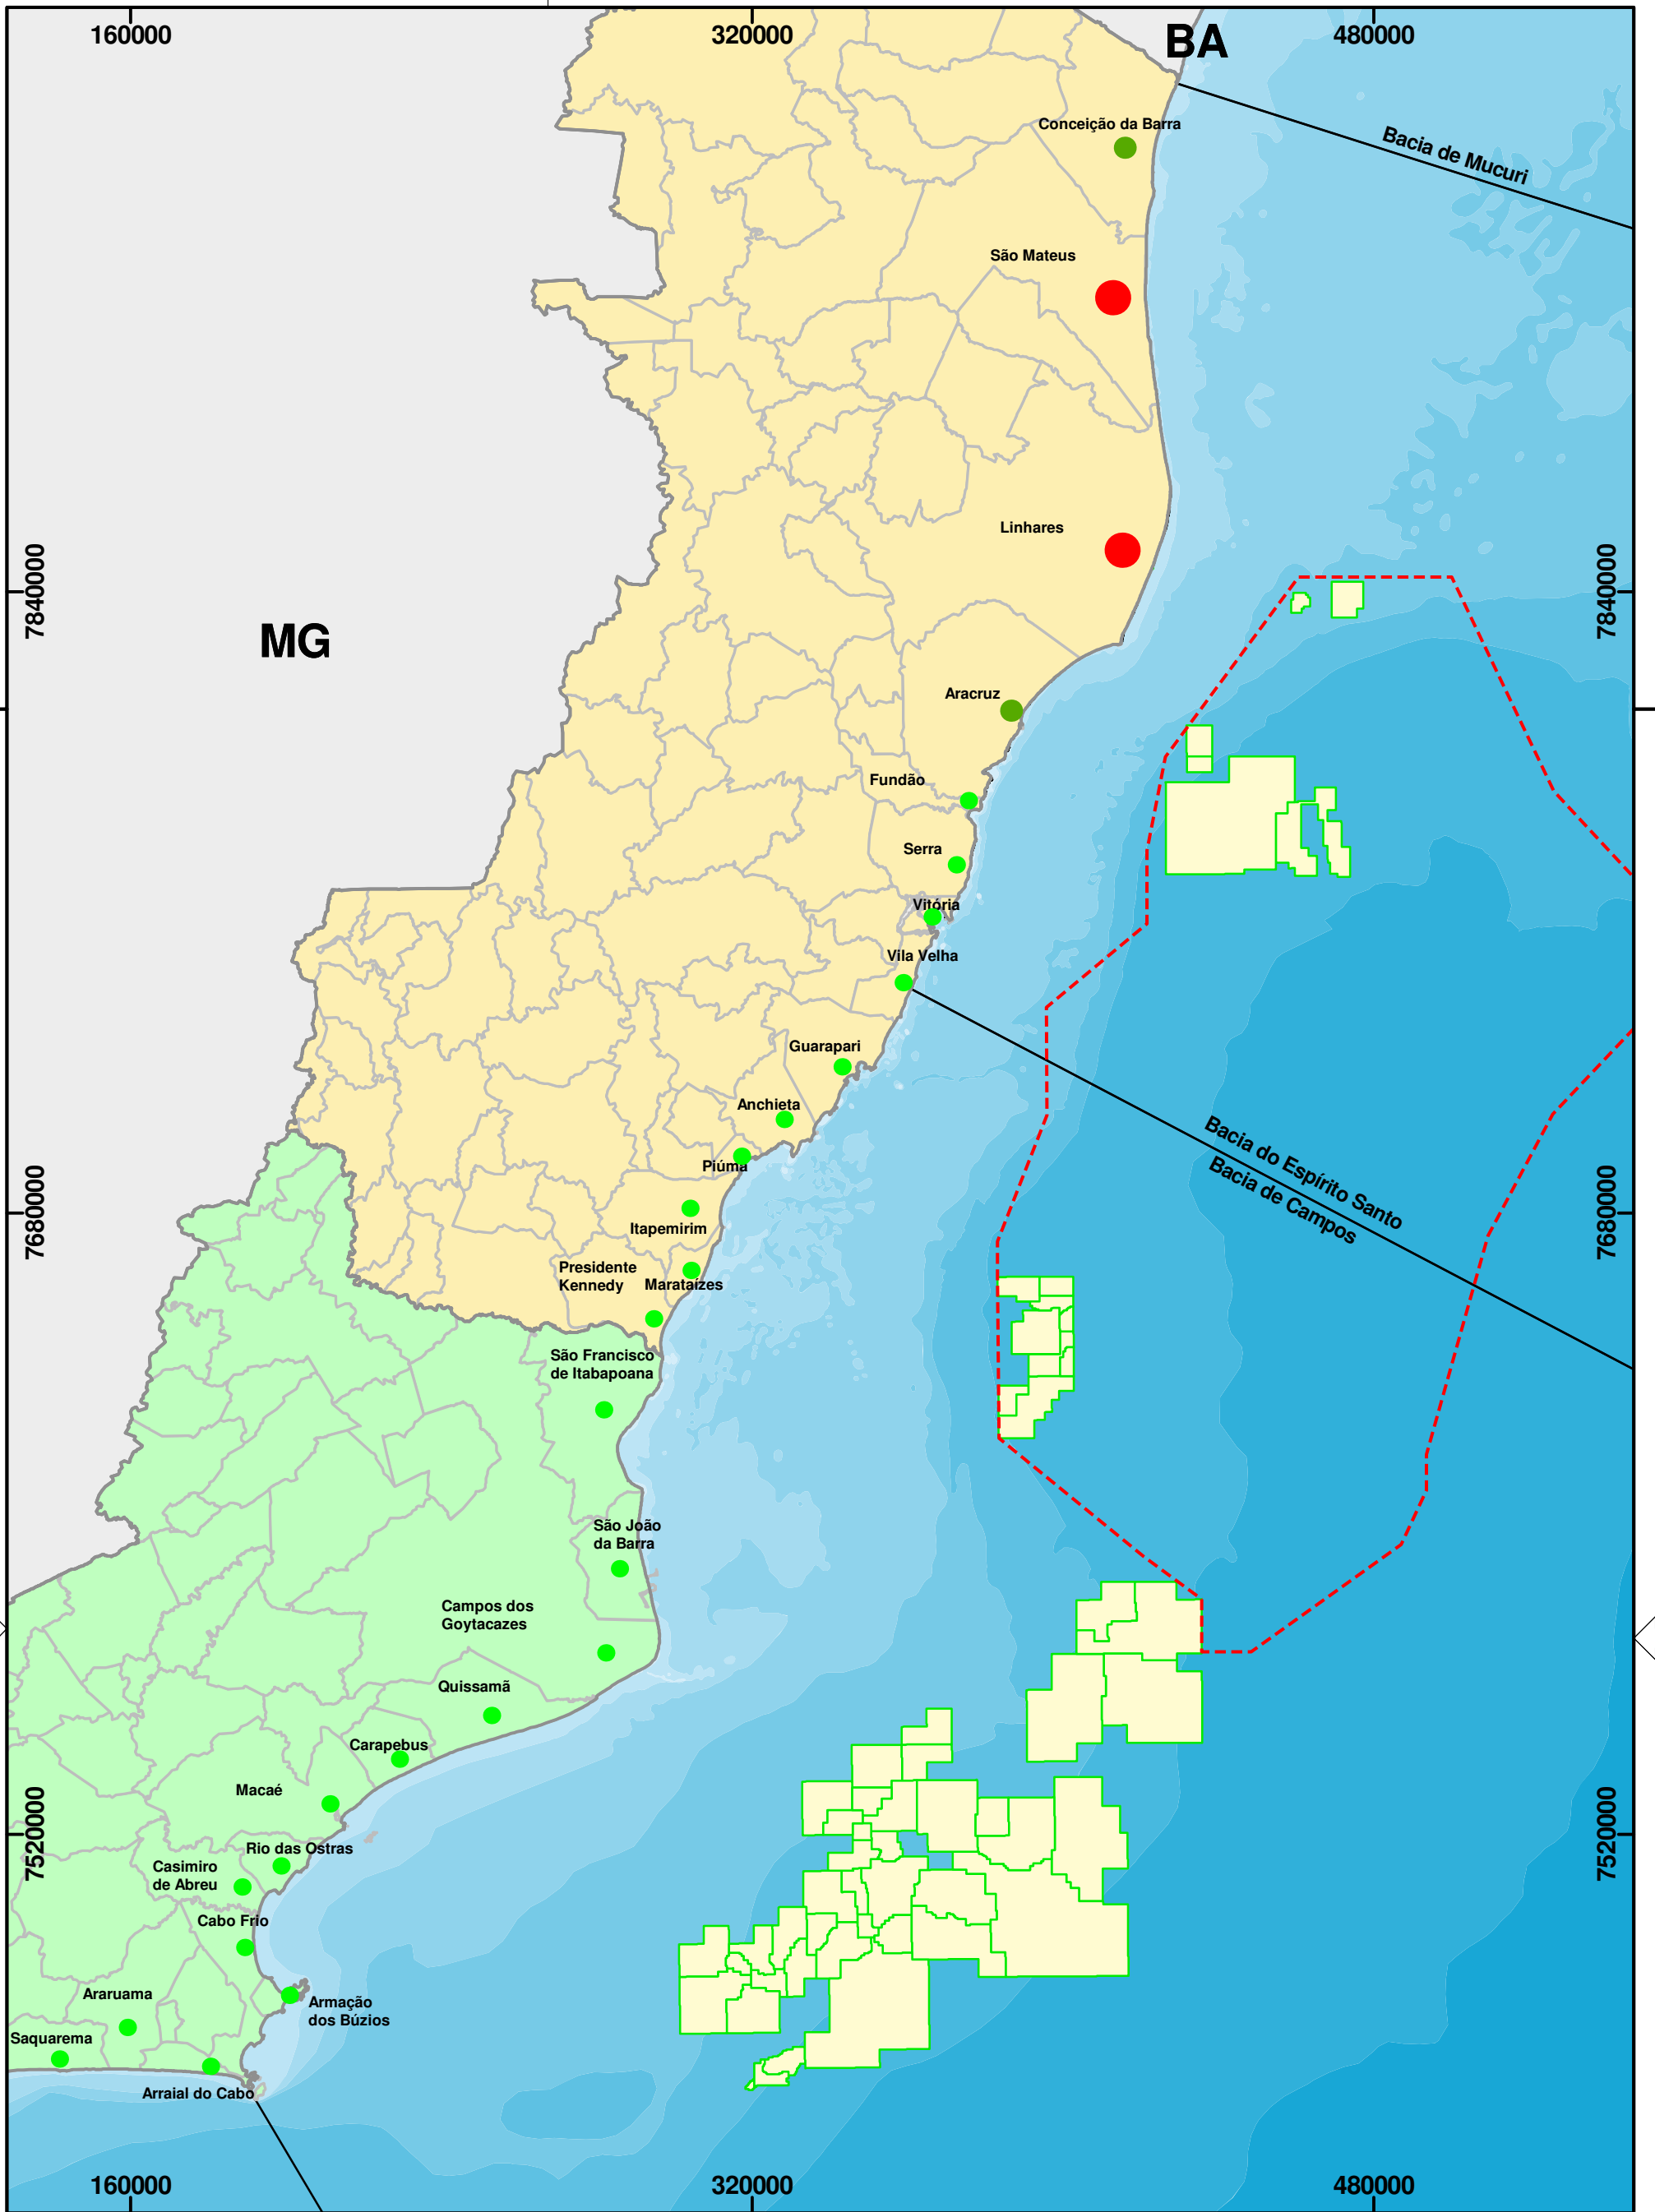 160000
320000
BA
480000
Conceição da Barra
Bacia de Mucuri
São Mateus
Linhares
7840000
7840000
MG
Aracruz
Fundão
Serra
Vitória
Vila Velha
Guarapari
Anchieta
Piúma
Bacia do Espírito Santo
Bacia de Campos
7680000
7680000
Itapemirim
Presidente
Kennedy
Marataízes
São Francisco
de Itabapoana
São João
da Barra
Campos dos
Goytacazes
Quissamã
Carapebus
Macaé
7520000
7520000
Rio das Ostras
Casimiro
de Abreu
Cabo Frio
Araruama
Armação
dos Búzios
Saquarema
Arraial do Cabo
160000
320000
480000